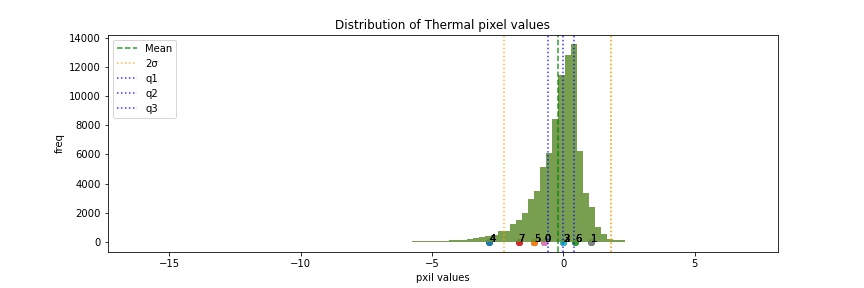 Distribution of Thermal pixel values
14000
12000
10000
8000
6000
4000
2000
0
freq
Mean
2σ
q1
q2
q3
4 7 5 0 6 1
−15 −10 −5 0 5
pxil values